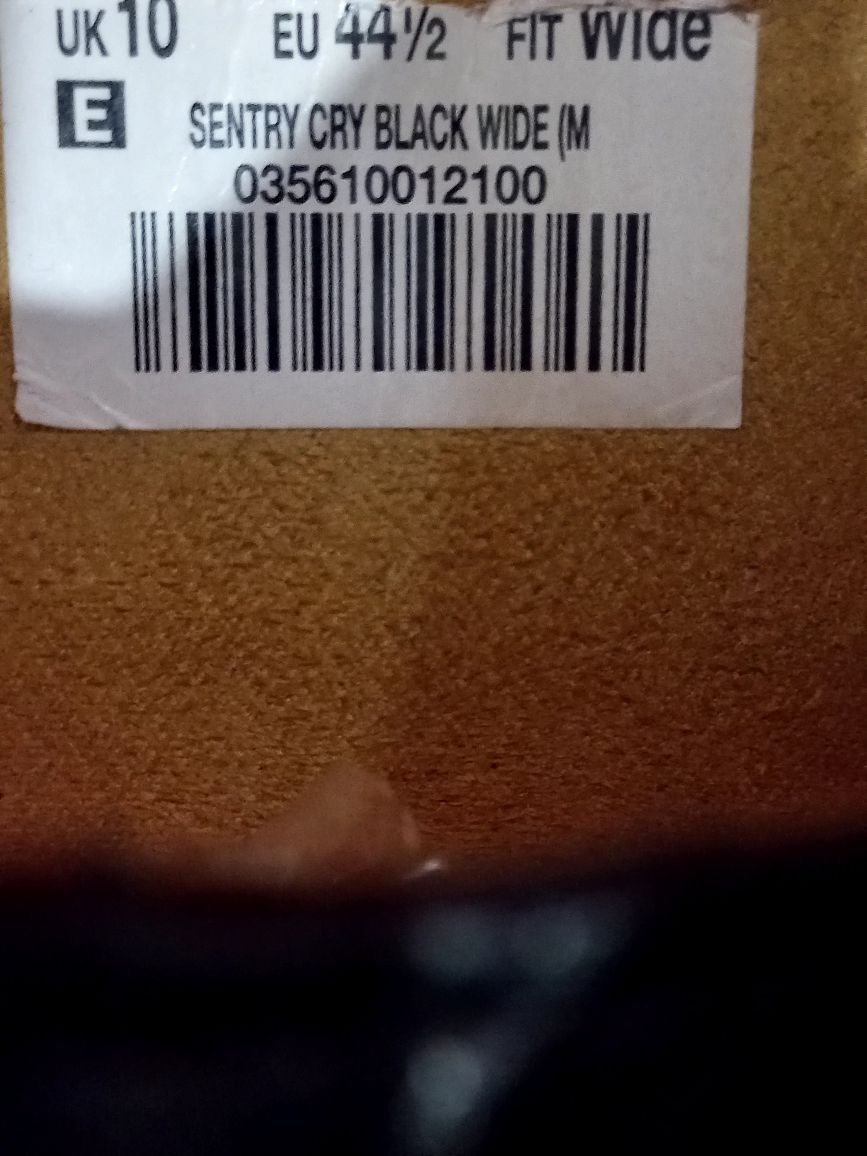 UK 10 EU 44½ FIT Wide
E SENTRY CRY BLACK WIDE (M
035610012100